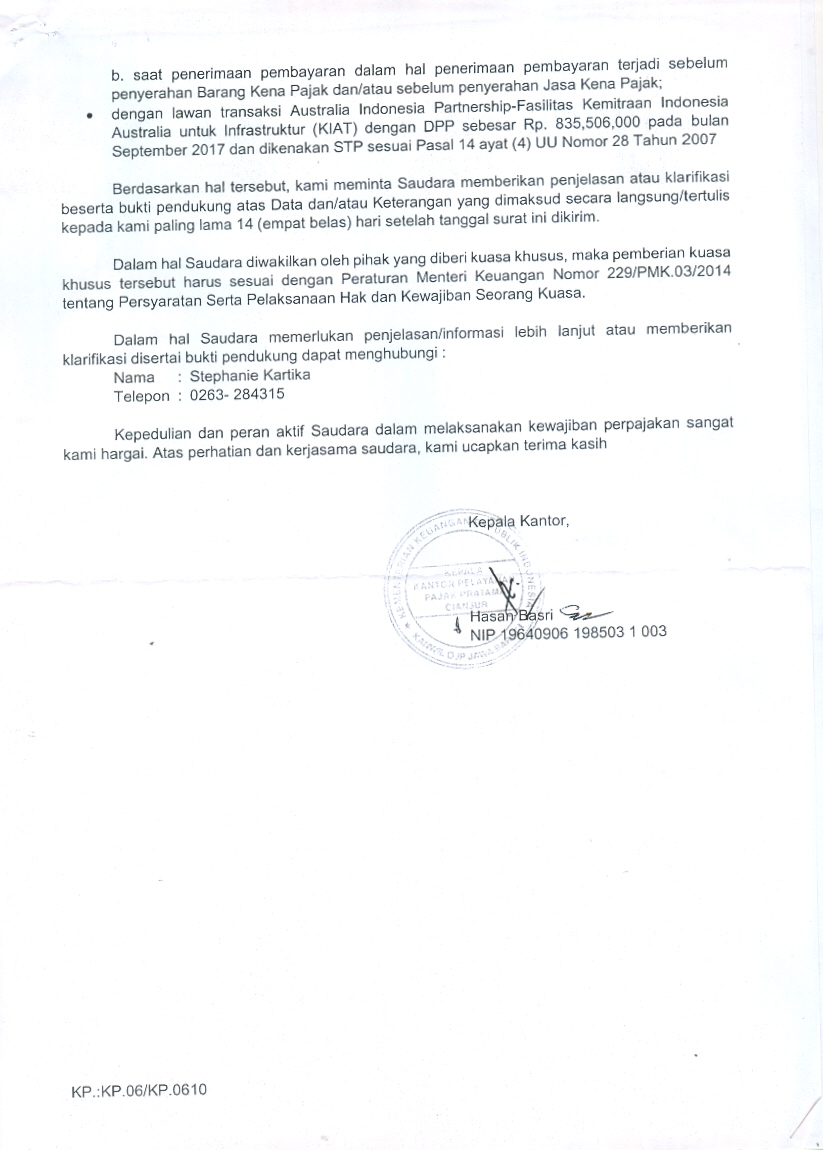 b. saat penerimaan pembayaran dalam hal penerimaan pembayaran terjadi sebelum
penyerahan Barang Kena Pajak dan/atau sebelum penyerahan Jasa Kena Pajak;
• dengan lawan transaksi Australia Indonesia Partnership-Fasilitas Kemitraan Indonesia
Australia untuk Infrastruktur (KIAT) dengan DPP sebesar Rp. 835,506,000 pada bulan
September 2017 dan dikenakan STP sesuai Pasal 14 ayat (4) UU Nomor 28 Tahun 2007
Berdasarkan hal tersebut, kami meminta Saudara memberikan penjelasan atau klarifikasi
beserta bukti pendukung atas Data dan/atau Keterangan yang dimaksud secara langsung/tertulis
kepada kami paling lama 14 (empat belas) hari setelah tanggal surat ini dikirim.
Dalam hal Saudara diwakilkan oleh pihak yang diberi kuasa khusus, maka pemberian kuasa
khusus tersebut harus sesuai dengan Peraturan Menteri Keuangan Nomor 229/PMK.03/2014
tentang Persyaratan Serta Pelaksanaan Hak dan Kewajiban Seorang Kuasa.
Dalam hal Saudara memerlukan penjelasan/informasi lebih lanjut atau memberikan
klarifikasi disertai bukti pendukung dapat menghubungi :
Nama : Stephanie Kartika
Telepon : 0263- 284315
Kepedulian dan peran aktif Saudara dalam melaksanakan kewajiban perpajakan sangat
kami hargai. Atas perhatian dan kerjasama saudara, kami ucapkan terima kasih
Kepala Kantor,
KEMENTERIAN KEUANGAN REPUBLIK INDONESIA
KEPALA
KANTOR PELAYANAN
PAJAK PRATAMA
CIANJUR
KANWIL DJP JAWA
Hasan Basri
NIP 19640906 198503 1 003
KP.:KP.06/KP.0610